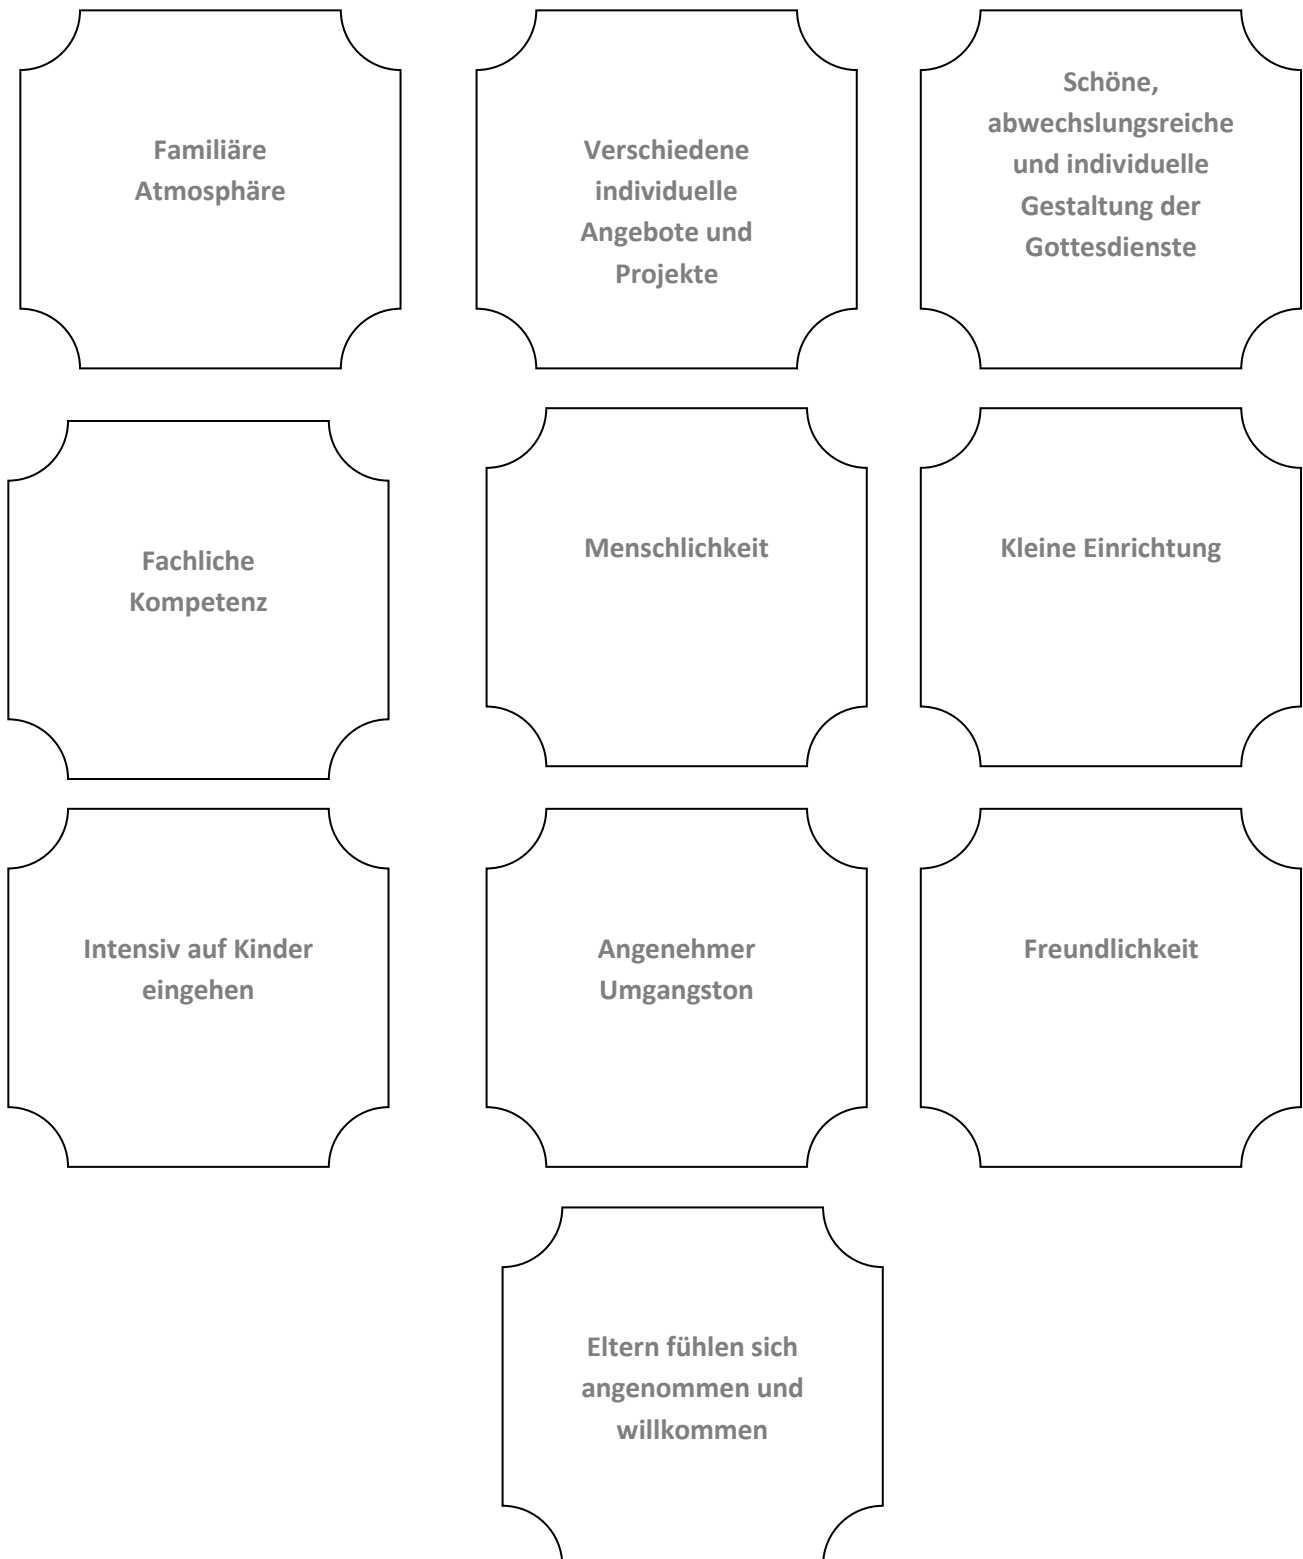 Familiäre
Atmosphäre
Verschiedene
individuelle
Angebote und
Projekte
Schöne,
abwechslungsreiche
und individuelle
Gestaltung der
Gottesdienste
Fachliche
Kompetenz
Menschlichkeit
Kleine Einrichtung
Intensiv auf Kinder
eingehen
Angenehmer
Umgangston
Freundlichkeit
Eltern fühlen sich
angenommen und
willkommen